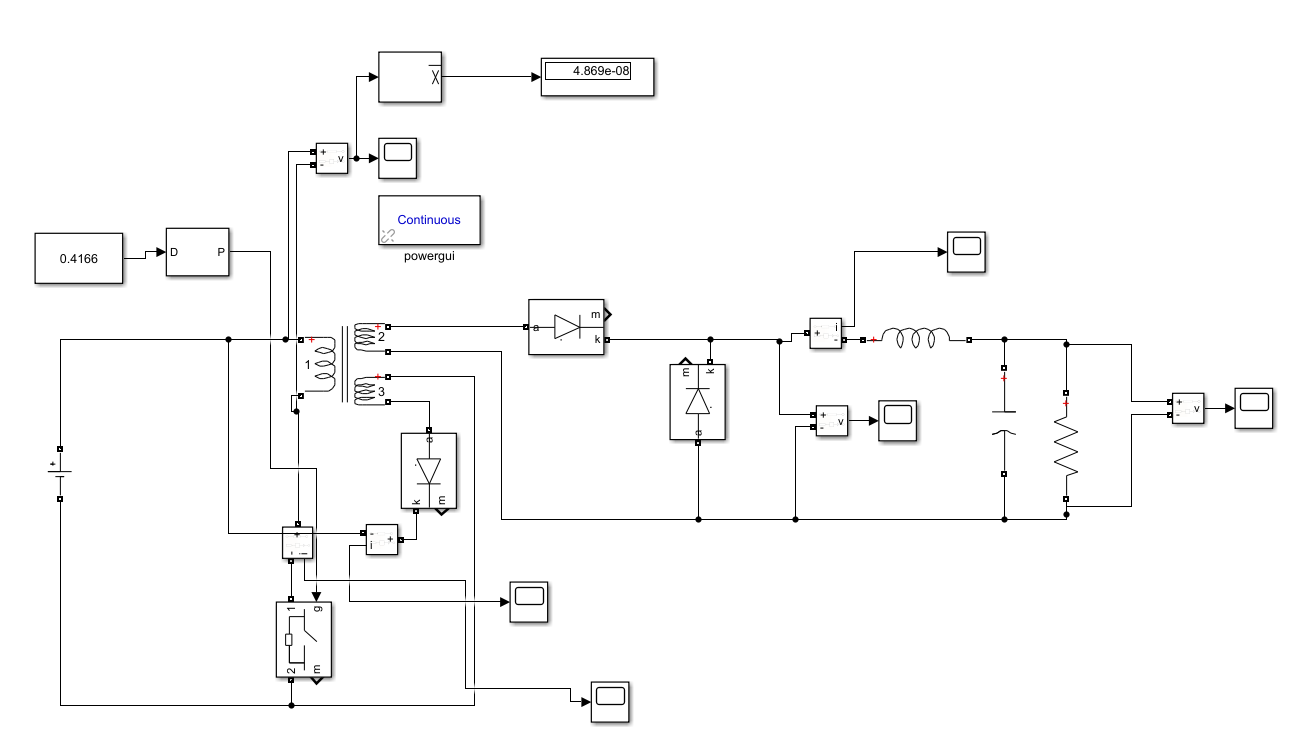 X
4.869e-08
+
-
v
Continuous
powergui
0.4166
D
P
+
1
+
2
+
3
a
m
k
i
+
-
+
m
k
a
+
-
v
+
+
+
-
v
+
a
k
m
+
-
i
-
i
+
1
g
2
m